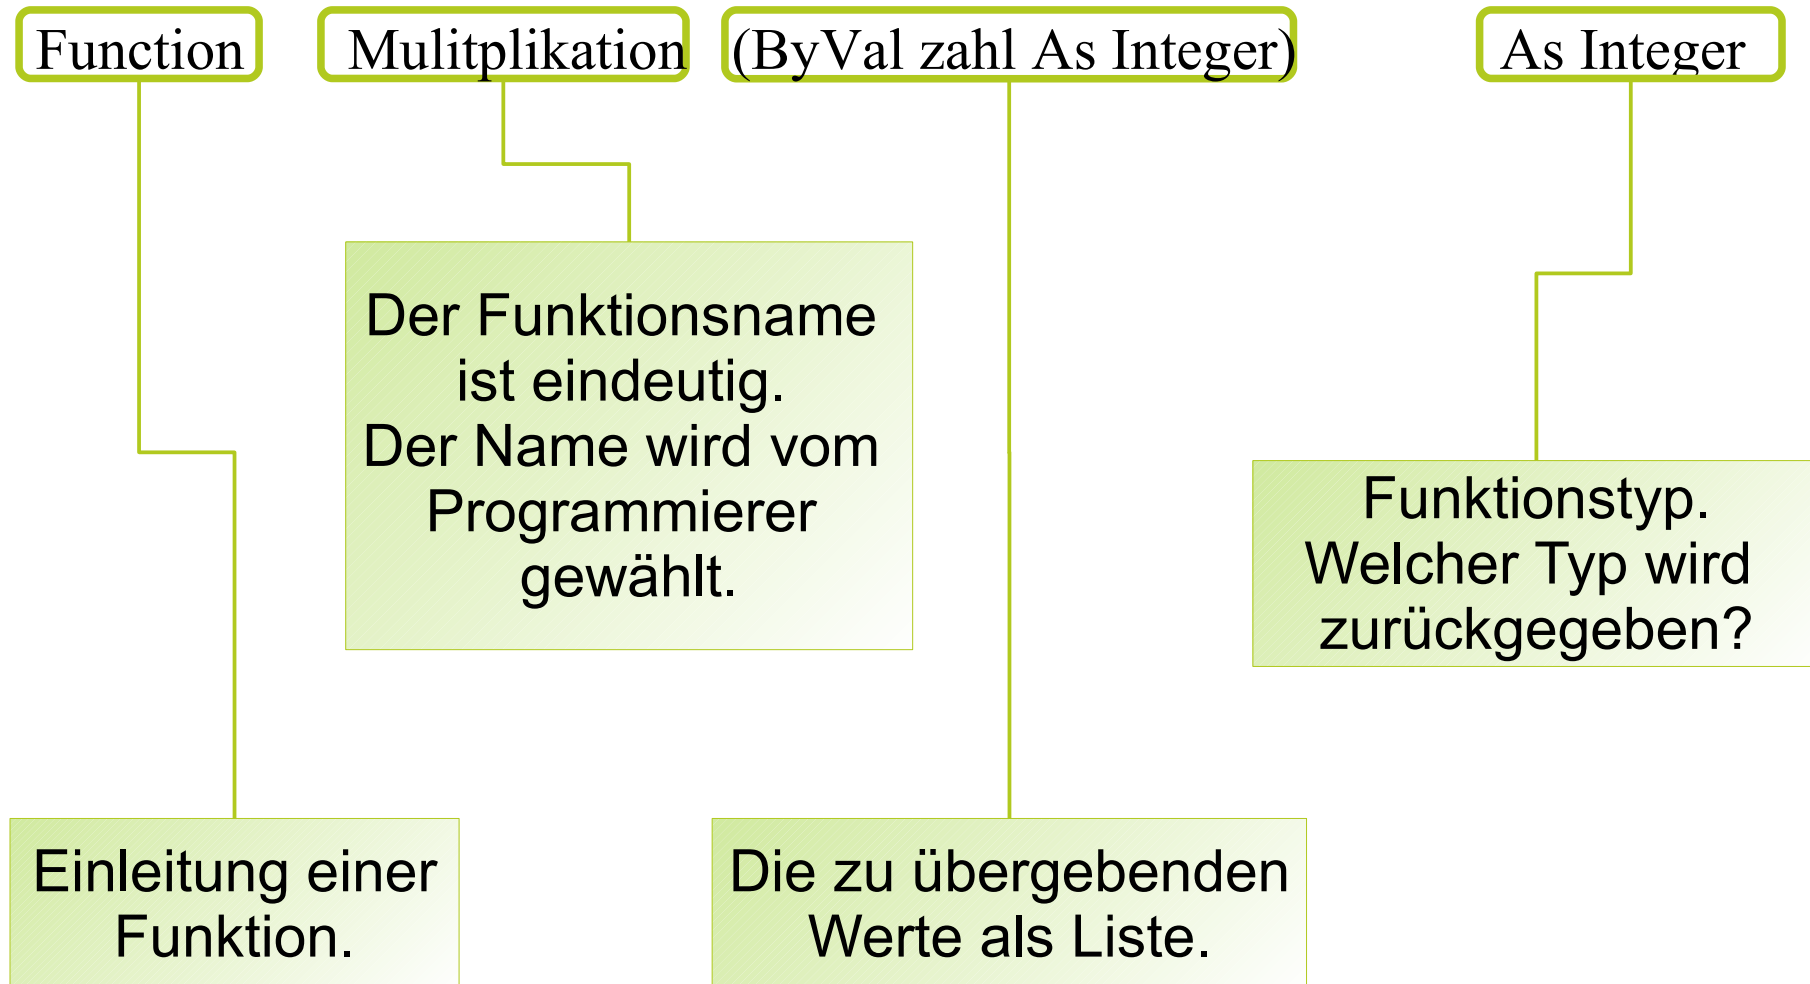 Function Mulitplikation (ByVal zahl As Integer) As Integer
Der Funktionsname
ist eindeutig.
Der Name wird vom
Programmierer
gewählt.
Funktionstyp.
Welcher Typ wird
zurückgegeben?
Einleitung einer
Funktion.
Die zu übergebenden
Werte als Liste.